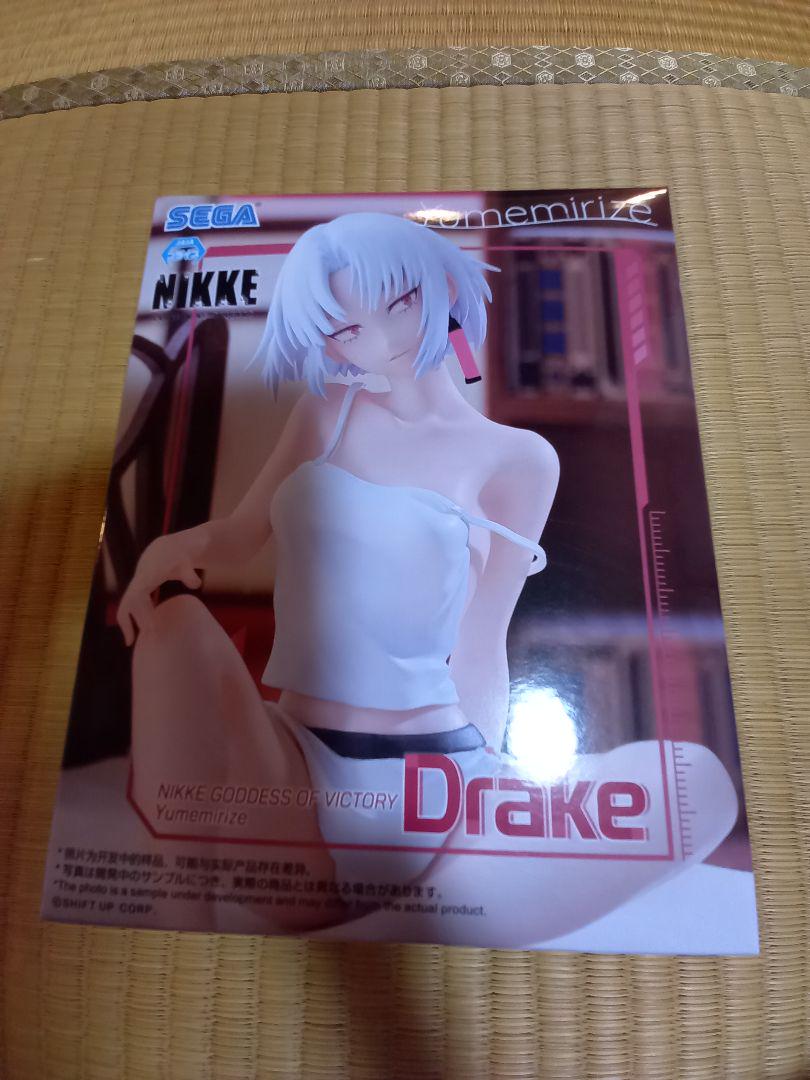 SEGA
Yumemirize
NIKKE
NIKKE GODDESS OF VICTORY
Yumemirize
Drake
*照片为开发中的样品，可能与实际产品存在差异。
*写真は開発中のサンプルにつき、実際の商品とは異なる場合があります。
*The photo is a sample under development and may differ from the actual product.
©SHIFT UP CORP.